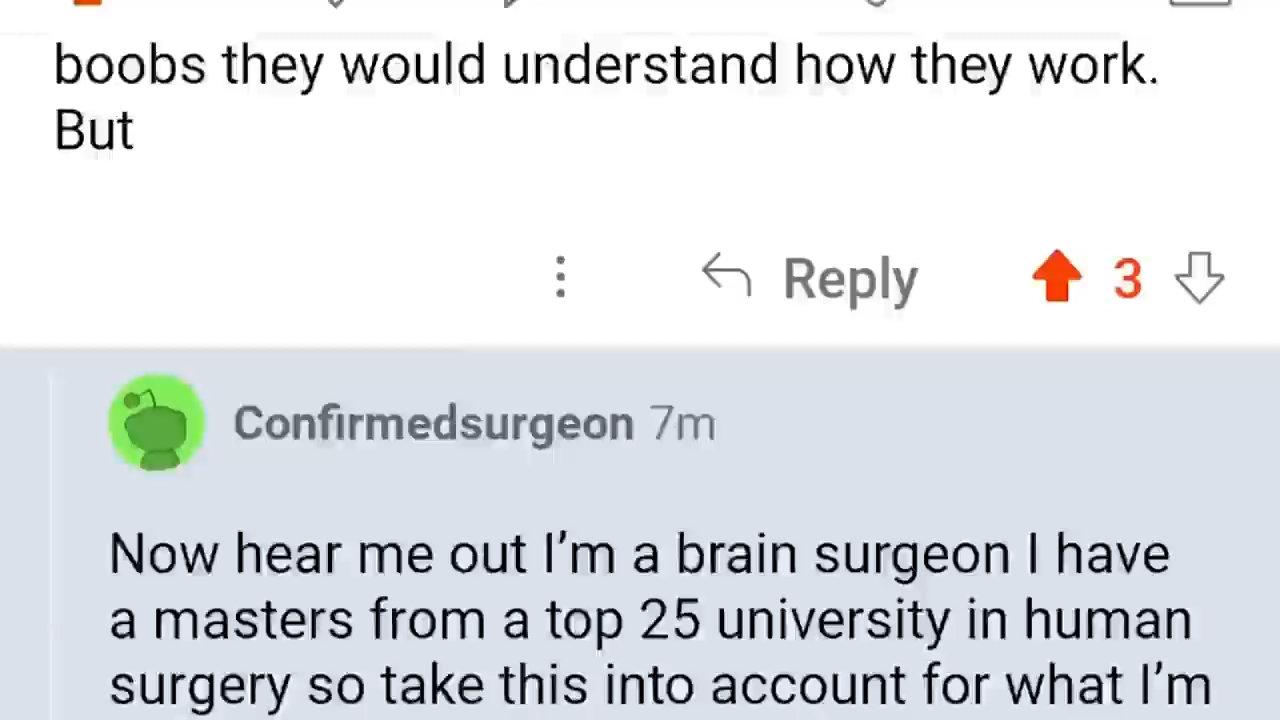 boobs they would understand how they work.
But
Reply
3
Confirmedsurgeon 7m
Now hear me out I'm a brain surgeon I have
a masters from a top 25 university in human
surgery so take this into account for what I'm